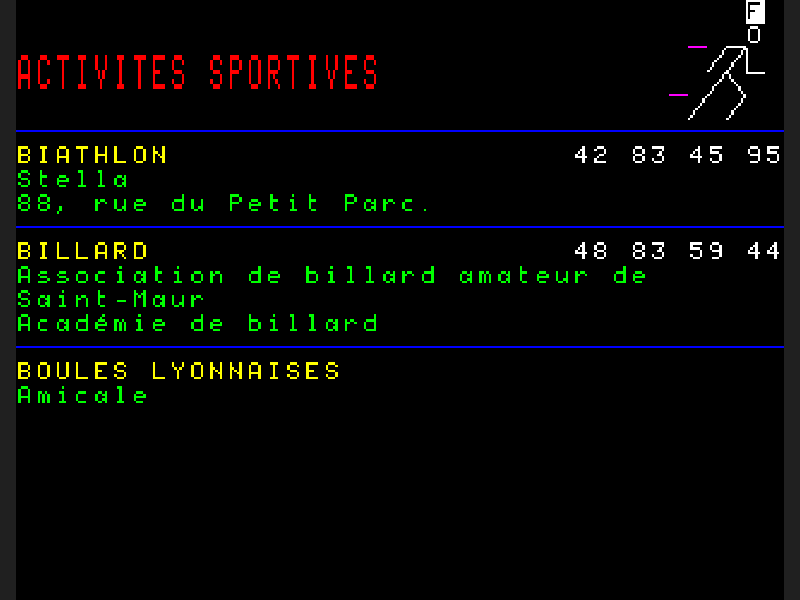 F
ACTIVITES SPORTIVES
BIATHLON 42 83 45 95
Stella
88, rue du Petit Parc.
BILLARD 48 83 59 44
Association de billard amateur de
Saint-Maur
Académie de billard
BOULES LYONNAISES
Amicale